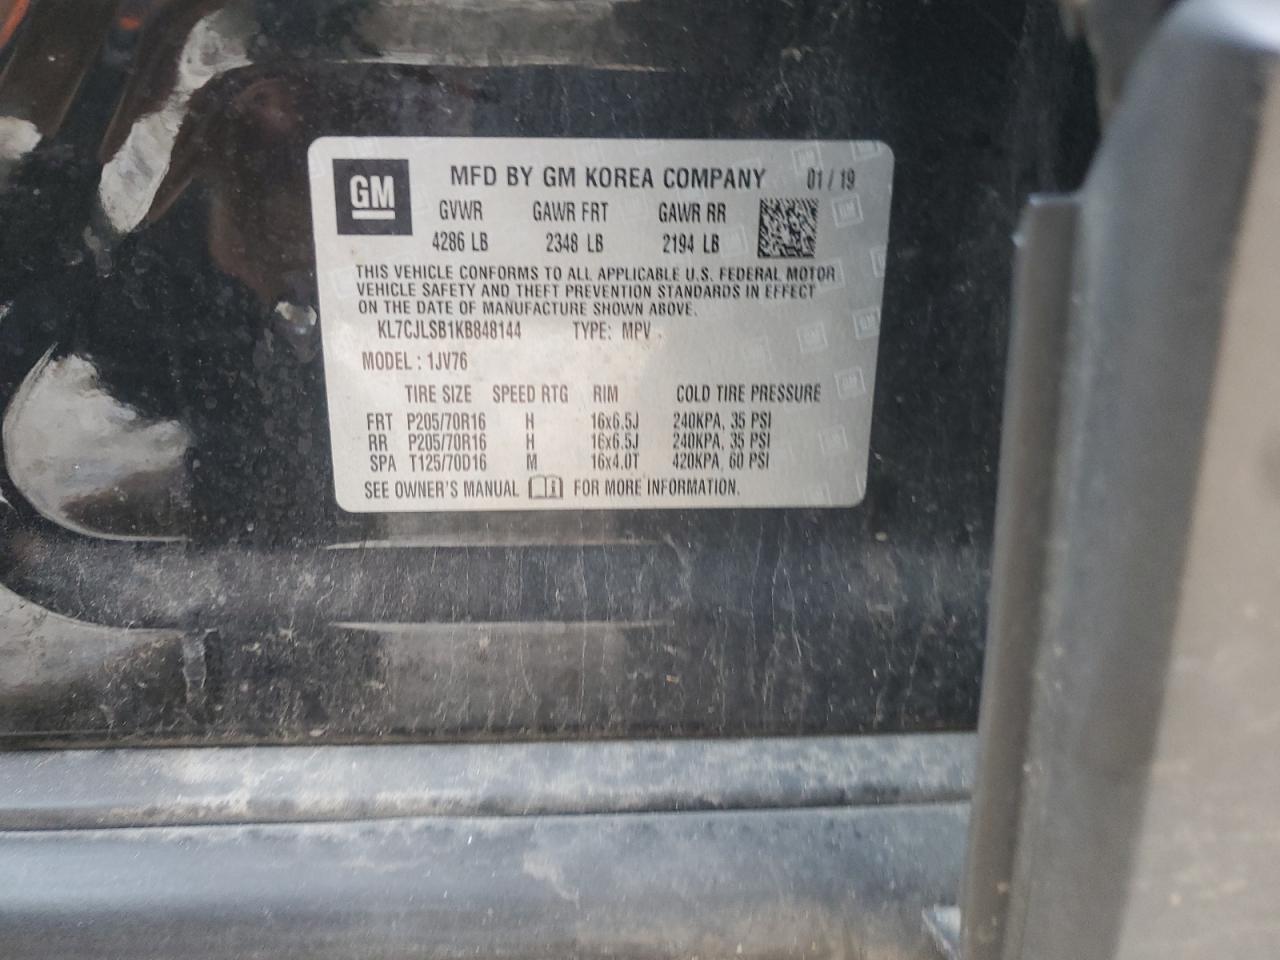 GM
MFD BY GM KOREA COMPANY 01 / 19
GVWR GAWR FRT GAWR RR
4286 LB 2348 LB 2194 LB
THIS VEHICLE CONFORMS TO ALL APPLICABLE U.S. FEDERAL MOTOR
VEHICLE SAFETY AND THEFT PREVENTION STANDARDS IN EFFECT
ON THE DATE OF MANUFACTURE SHOWN ABOVE.
KL7CJLSB1KB848144 TYPE: MPV
MODEL : 1JV76
TIRE SIZE SPEED RTG RIM COLD TIRE PRESSURE
FRT P205/70R16 H 16x6.5J 240KPA, 35 PSI
RR P205/70R16 H 16x6.5J 240KPA, 35 PSI
SPA T125/70D16 M 16x4.0T 420KPA, 60 PSI
SEE OWNER'S MANUAL FOR MORE INFORMATION.